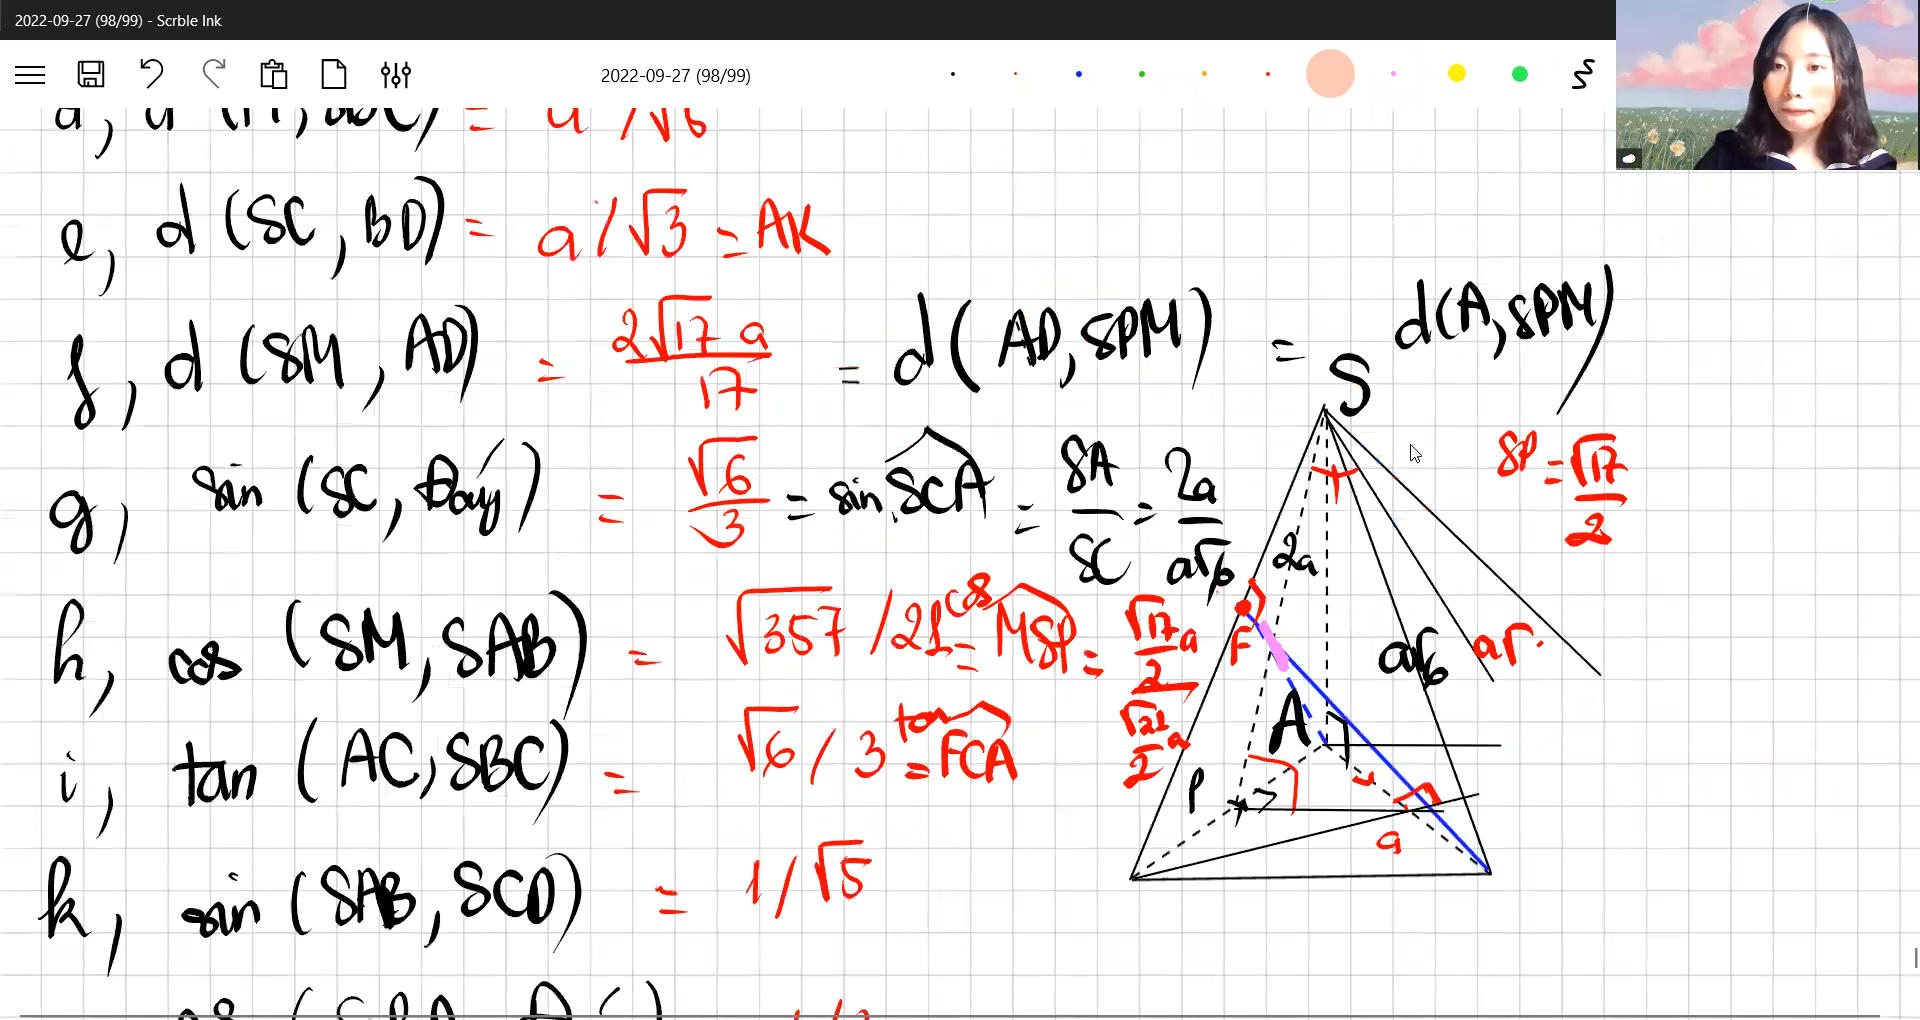 2022-09-27 (98/99) - Scrble Ink
2022-09-27 (98/99)
e, d (SC, BD) = a/√3 = AK
f, d (SM, AD) = 2√17 a / 17 = d(AD, SPM) = d(A, SPM)
g, sin (SC, Đáy) = √6/3 = sin SCA = SA/SC = 2a/a√6
h, cos (SM, SAB) = √357/21 = cos MSP = √17/2 a / √21/2 a
i, tan (AC, SBC) = √6/3 = tan FCA
k, sin (SAB, SCD) = 1/√5
S
SP = √17/2
2a
F
a√6
a√
A
P
a